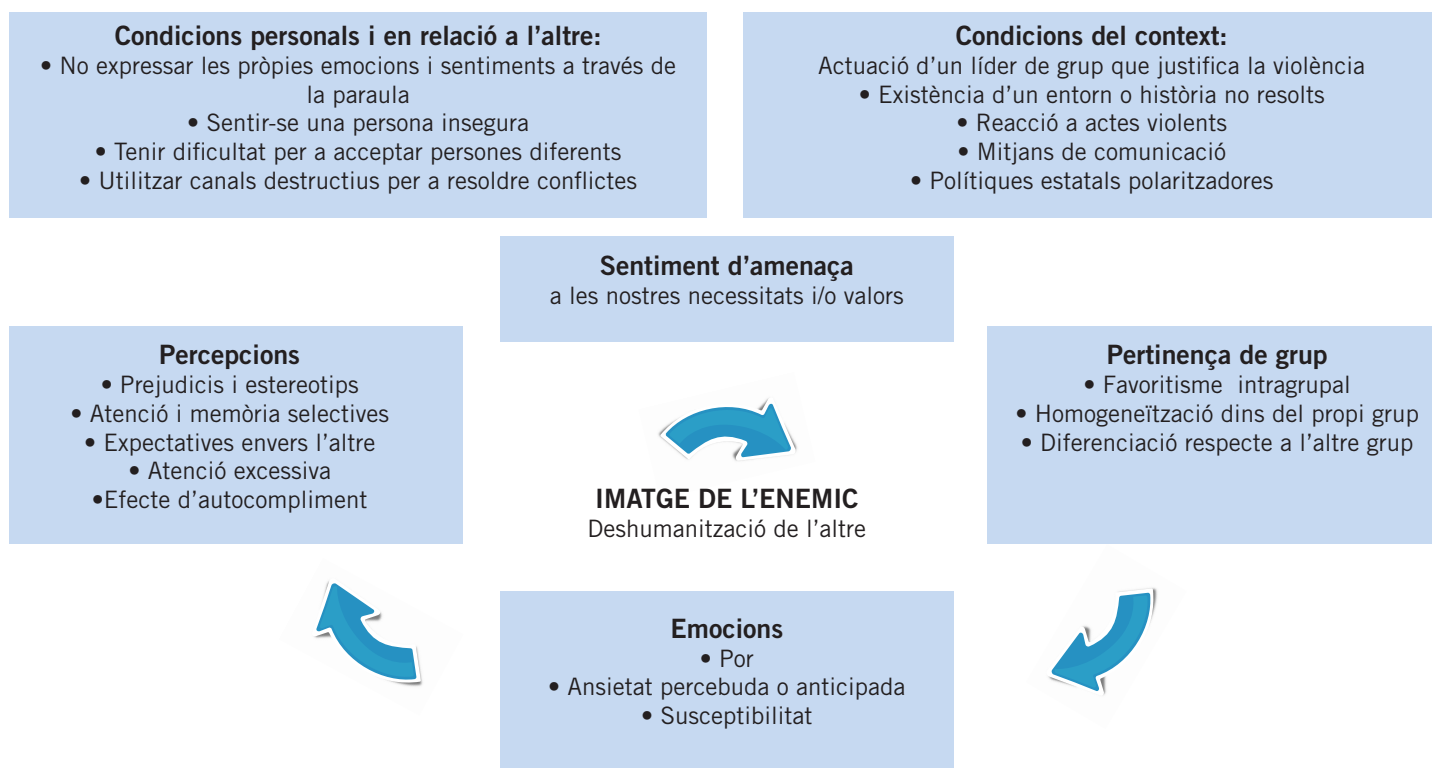 Condicions personals i en relació a l’altre:
• No expressar les pròpies emocions i sentiments a través de
la paraula
• Sentir-se una persona insegura
• Tenir dificultat per a acceptar persones diferents
• Utilitzar canals destructius per a resoldre conflictes
Condicions del context:
Actuació d’un líder de grup que justifica la violència
• Existència d’un entorn o història no resolts
• Reacció a actes violents
• Mitjans de comunicació
• Polítiques estatals polaritzadores
Sentiment d’amenaça
a les nostres necessitats i/o valors
Percepcions
• Prejudicis i estereotips
• Atenció i memòria selectives
• Expectatives envers l’altre
• Atenció excessiva
•Efecte d’autocompliment
IMATGE DE L’ENEMIC
Deshumanització de l’altre
Pertinença de grup
• Favoritisme intragrupal
• Homogeneïtzació dins del propi grup
• Diferenciació respecte a l’altre grup
Emocions
• Por
• Ansietat percebuda o anticipada
• Susceptibilitat